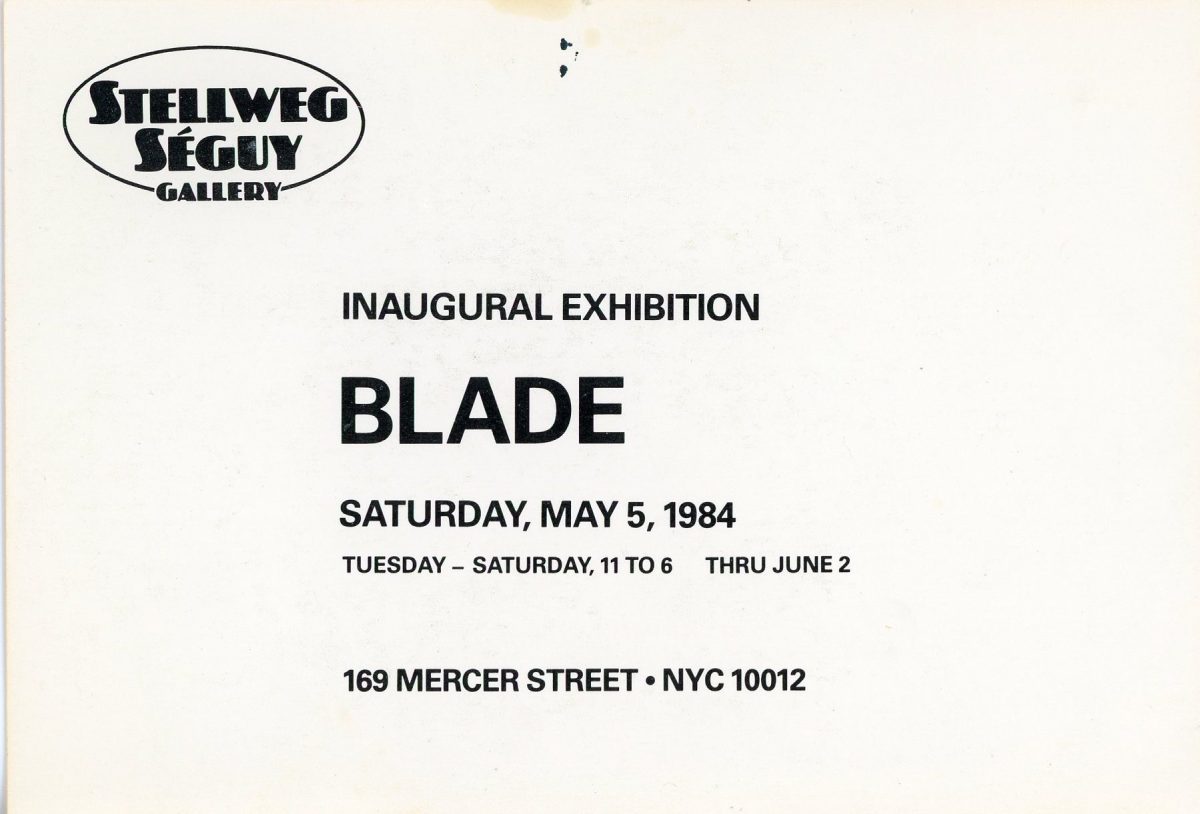 STELLWEG
SÉGUY
GALLERY
INAUGURAL EXHIBITION
BLADE
SATURDAY, MAY 5, 1984
TUESDAY – SATURDAY, 11 TO 6 THRU JUNE 2
169 MERCER STREET • NYC 10012